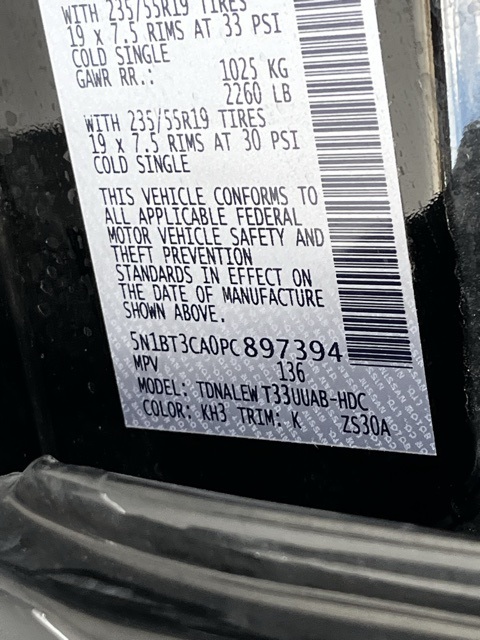 WITH 235/55R19 TIRES
19 x 7.5 RIMS AT 33 PSI
COLD SINGLE
GAWR RR.: 1025 KG
2260 LB
WITH 235/55R19 TIRES
19 x 7.5 RIMS AT 30 PSI
COLD SINGLE
THIS VEHICLE CONFORMS TO
ALL APPLICABLE FEDERAL
MOTOR VEHICLE SAFETY AND
THEFT PREVENTION
STANDARDS IN EFFECT ON
THE DATE OF MANUFACTURE
SHOWN ABOVE.
5N1BT3CA0PC897394
MPV 136
MODEL: TDNALEW T33UUAB-HDC
COLOR: KH3 TRIM: K ZS30A